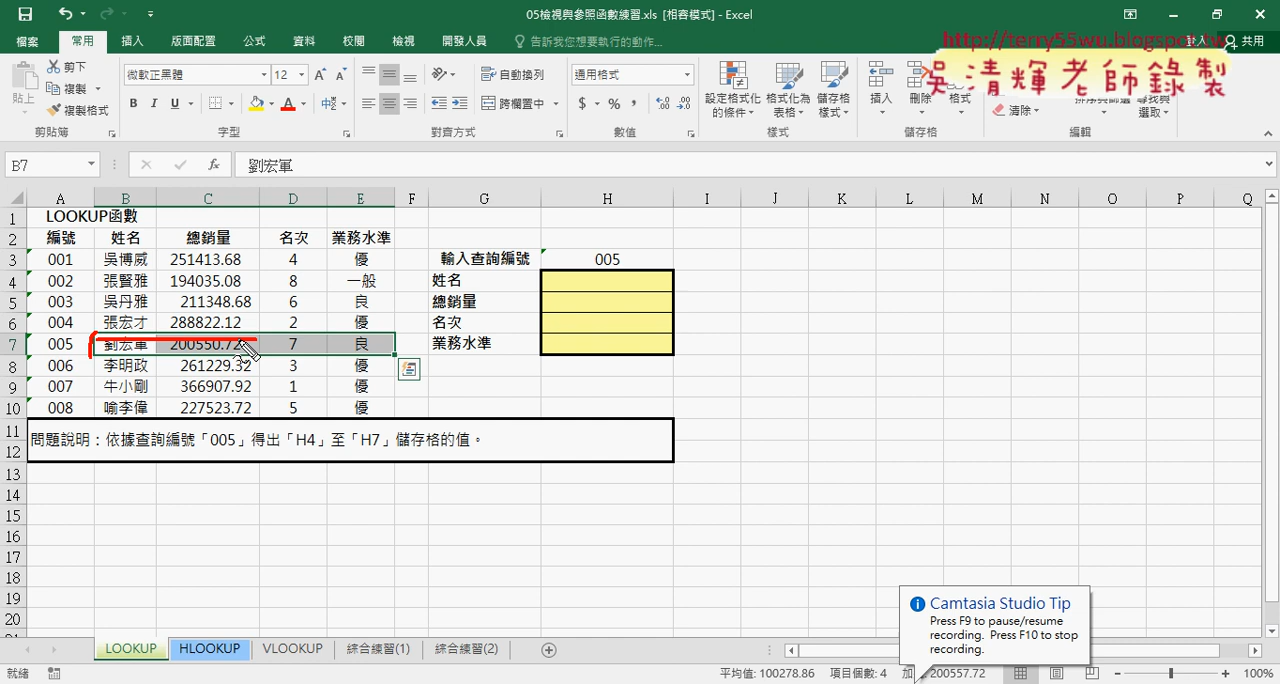 05檢視與參照函數練習.xls [相容模式] - Excel
檔案 常用 插入 版面配置 公式 資料 校閱 檢視 開發人員 告訴我您想要執行的動作... 登入 共用
http://terry55wu.blogspot.tw
吳清輝老師錄製
貼上 剪下 複製 複製格式
微軟正黑體 12 自動換列 通用格式
B I U 跨欄置中 $ % ,
設定格式化的條件 格式化為表格 儲存格樣式 插入 刪除 格式 清除 排序與篩選 尋找與選取
剪貼簿 字型 對齊方式 數值 樣式 儲存格 編輯
B7 fx 劉宏軍
A B C D E F G H I J K L M N O P Q
1 LOOKUP函數
2 編號 姓名 總銷量 名次 業務水準
3 001 吳博威 251413.68 4 優 輸入查詢編號 005
4 002 張賢雅 194035.08 8 一般 姓名
5 003 吳丹雅 211348.68 6 良 總銷量
6 004 張宏才 288822.12 2 優 名次
7 005 劉宏軍 200550.72 7 良 業務水準
8 006 李明政 261229.32 3 優
9 007 牛小剛 366907.92 1 優
10 008 喻李偉 227523.72 5 優
11
問題說明：依據查詢編號「005」得出「H4」至「H7」儲存格的值。
12
13
14
15
16
17
18
19
20
Camtasia Studio Tip
Press F9 to pause/resume
recording. Press F10 to stop
recording.
LOOKUP HLOOKUP VLOOKUP 綜合練習(1) 綜合練習(2)
就緒 平均值: 100278.86 項目個數: 4 加 200557.72 100%